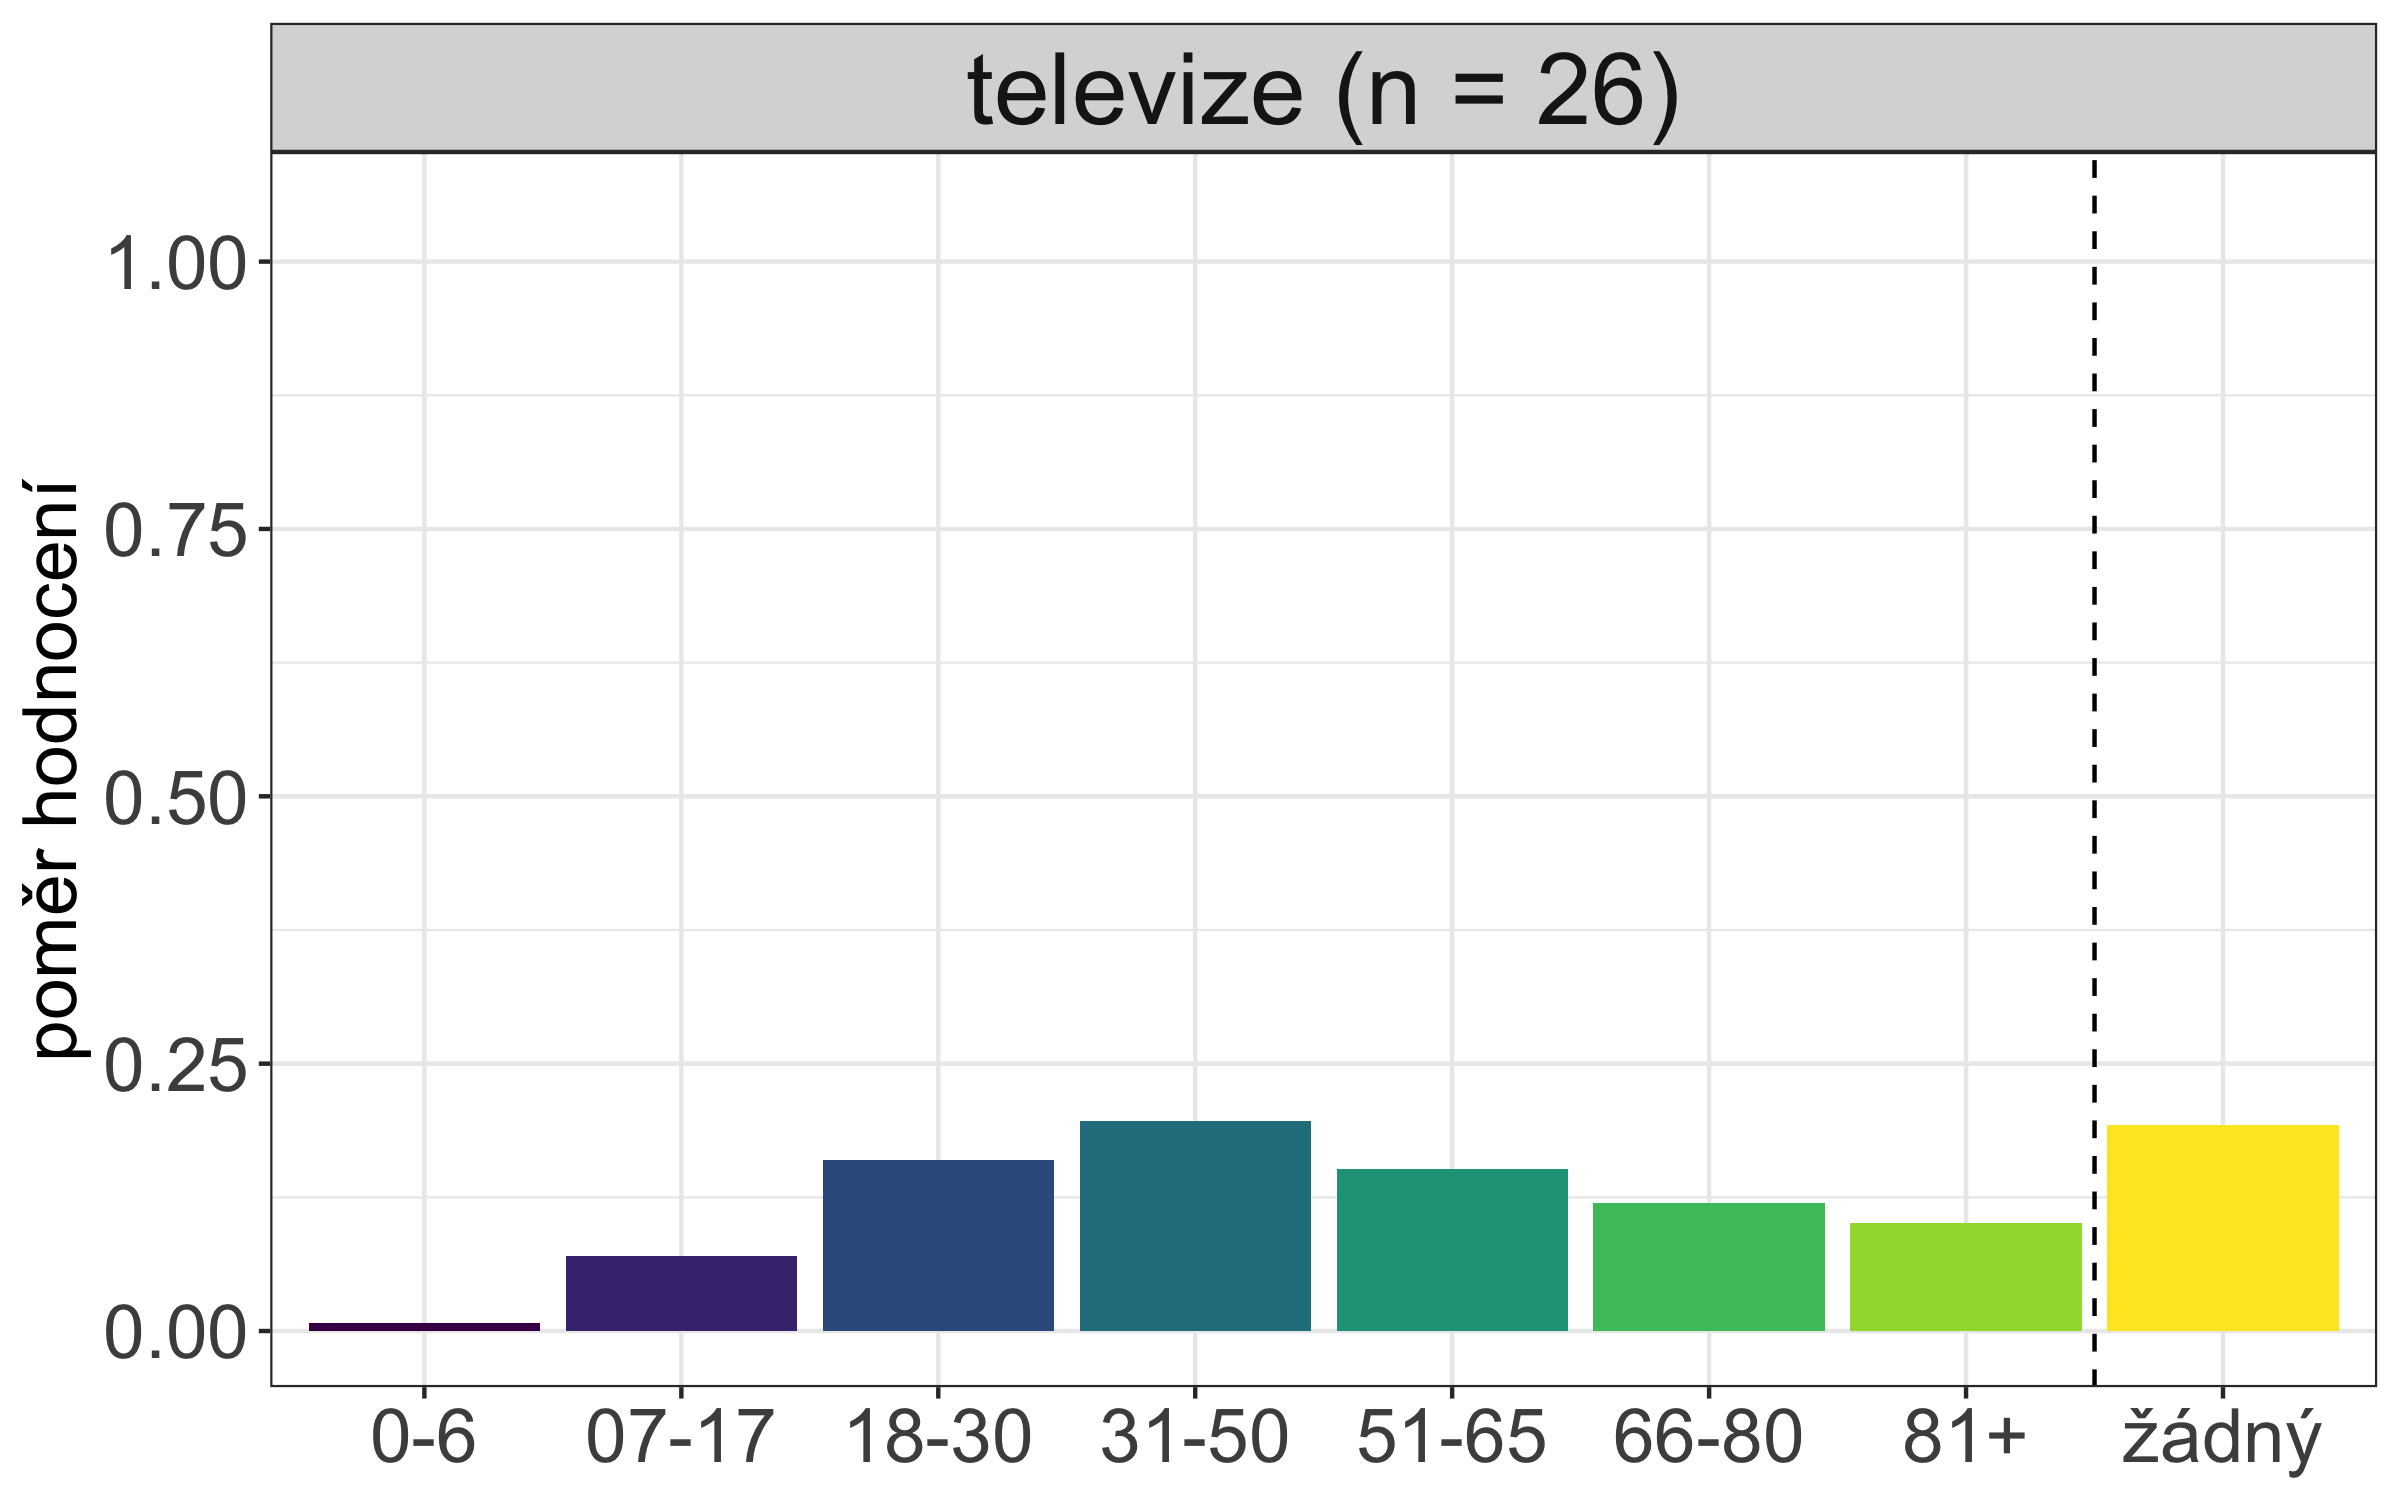 televize (n = 26)
poměr hodnocení
1.00
0.75
0.50
0.25
0.00
0-6 07-17 18-30 31-50 51-65 66-80 81+ žádný